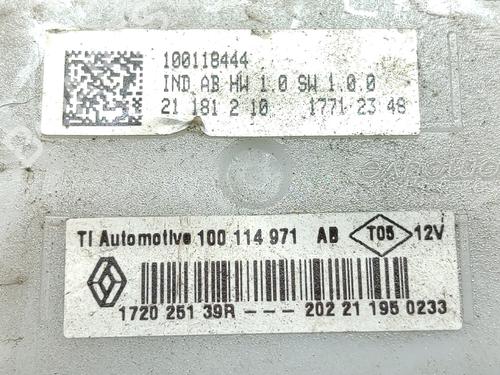 100118444
IND AB HW 1.0 SW 1.0.0
21 181 2 10 1771 23 48
TI Automotive 100 114 971 AB T05 12V
1720 251 39R --- 202 21 195 0233